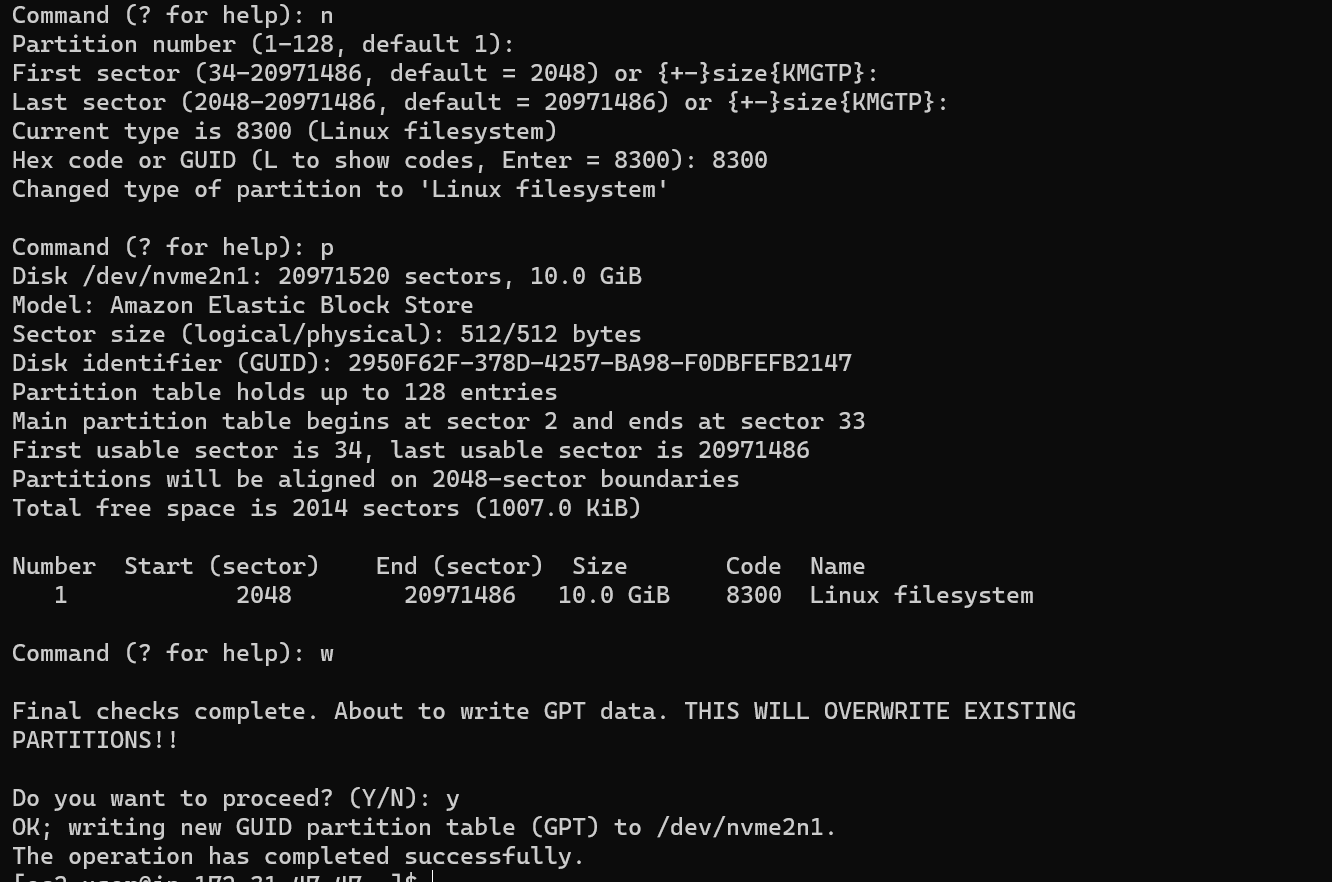 Command (? for help): n
Partition number (1-128, default 1):
First sector (34-20971486, default = 2048) or {+-}size{KMGTP}:
Last sector (2048-20971486, default = 20971486) or {+-}size{KMGTP}:
Current type is 8300 (Linux filesystem)
Hex code or GUID (L to show codes, Enter = 8300): 8300
Changed type of partition to 'Linux filesystem'
Command (? for help): p
Disk /dev/nvme2n1: 20971520 sectors, 10.0 GiB
Model: Amazon Elastic Block Store
Sector size (logical/physical): 512/512 bytes
Disk identifier (GUID): 2950F62F-378D-4257-BA98-F0DBFEFB2147
Partition table holds up to 128 entries
Main partition table begins at sector 2 and ends at sector 33
First usable sector is 34, last usable sector is 20971486
Partitions will be aligned on 2048-sector boundaries
Total free space is 2014 sectors (1007.0 KiB)
Number  Start (sector)    End (sector)  Size       Code  Name
   1            2048        20971486   10.0 GiB    8300  Linux filesystem
Command (? for help): w
Final checks complete. About to write GPT data. THIS WILL OVERWRITE EXISTING
PARTITIONS!!
Do you want to proceed? (Y/N): y
OK; writing new GUID partition table (GPT) to /dev/nvme2n1.
The operation has completed successfully.